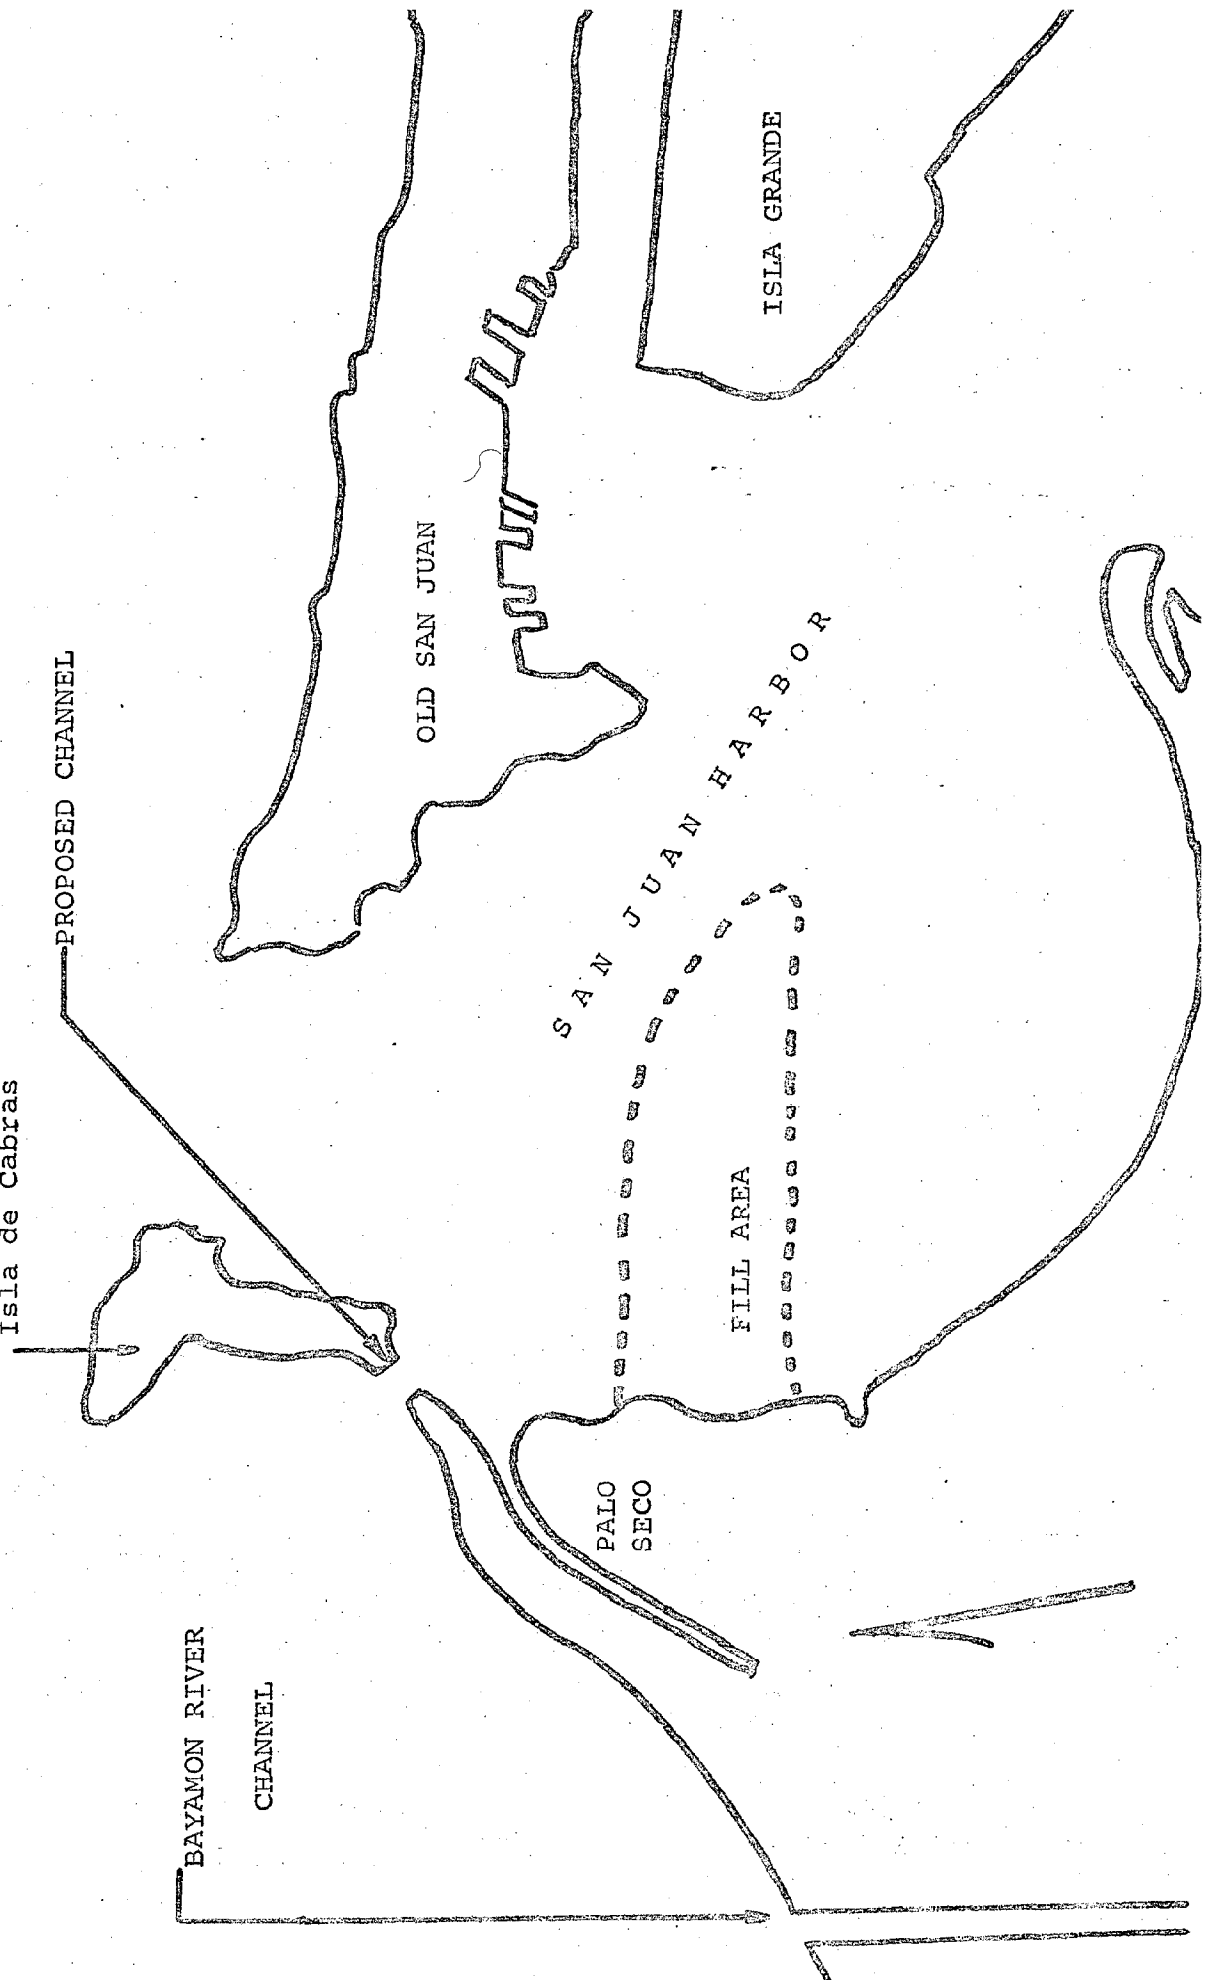 Isla de Cabras
PROPOSED CHANNEL
BAYAMON RIVER
CHANNEL
OLD SAN JUAN
ISLA GRANDE
SAN JUAN HARBOR
PALO
SECO
FILL AREA